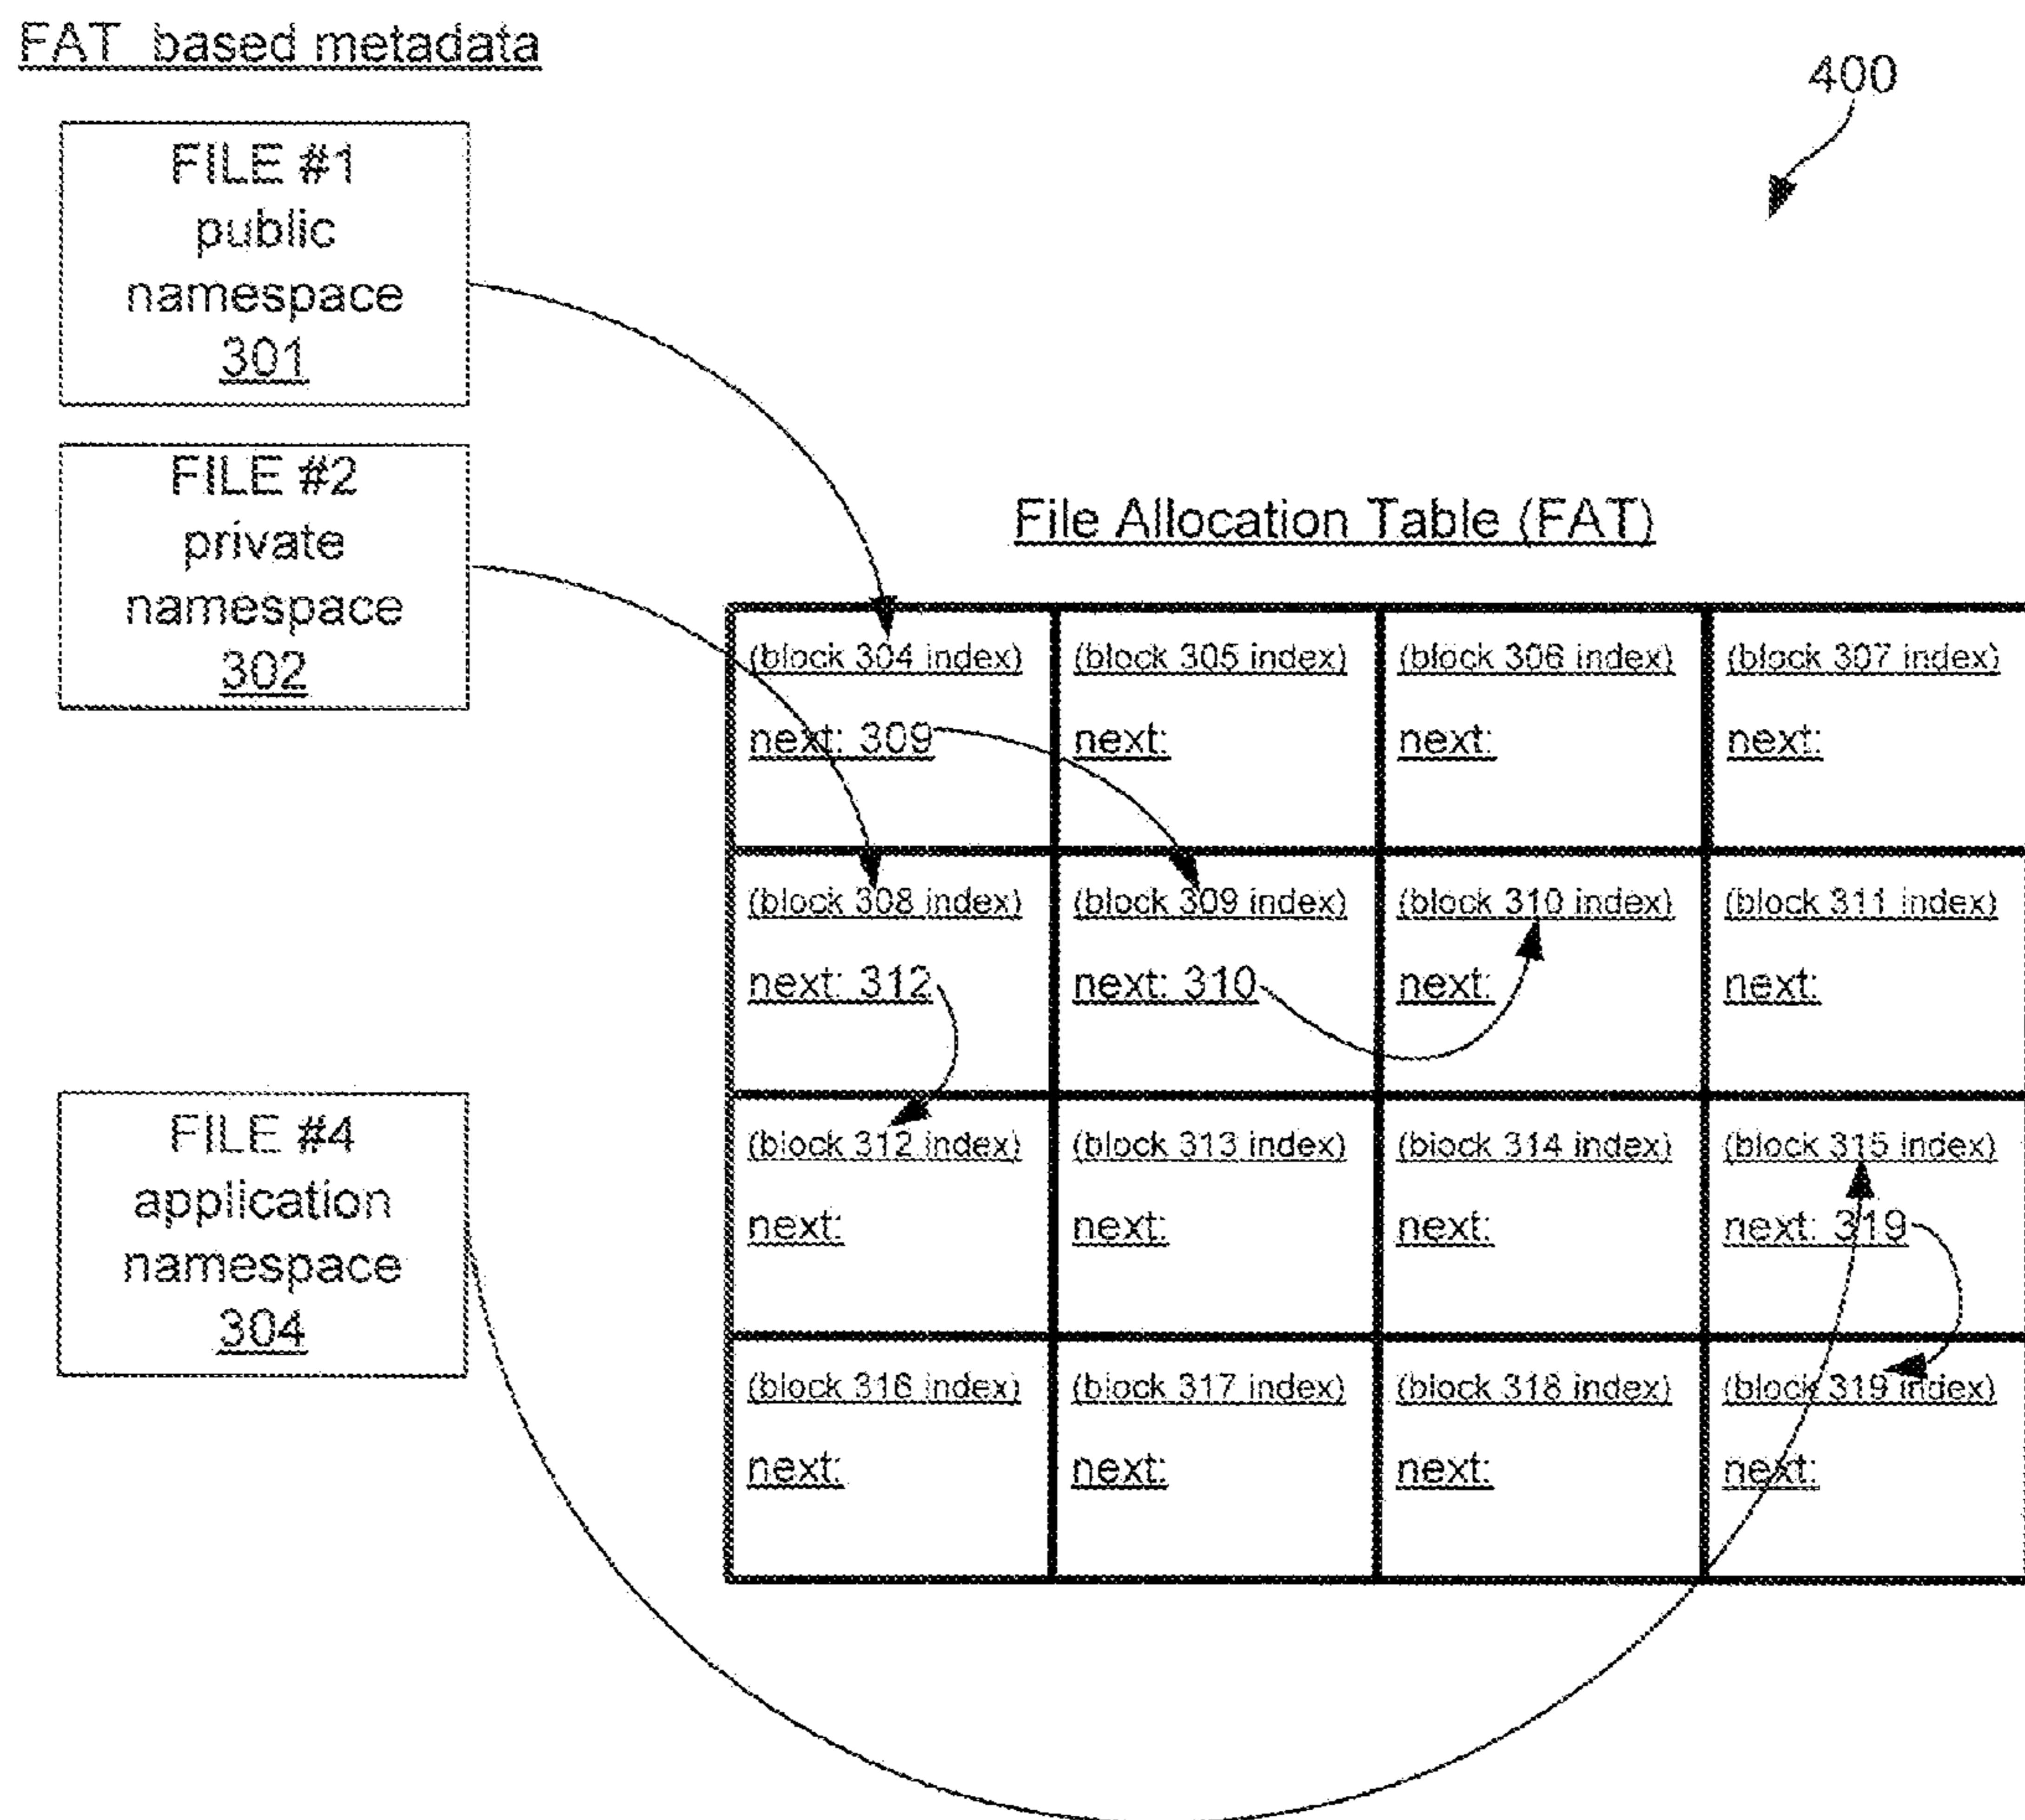 FAT based metadata
400
FILE #1
public
namespace
301
FILE #2
private
namespace
302
File Allocation Table (FAT)
(block 304 index) (block 305 index) (block 306 index) (block 307 index)
next: 309 next: next: next:
(block 308 index) (block 309 index) (block 310 index) (block 311 index)
next: 312 next: 310 next: next:
FILE #4
application
namespace
304
(block 312 index) (block 313 index) (block 314 index) (block 315 index)
next: next: next: next: 319
(block 316 index) (block 317 index) (block 318 index) (block 319 index)
next: next: next: next: